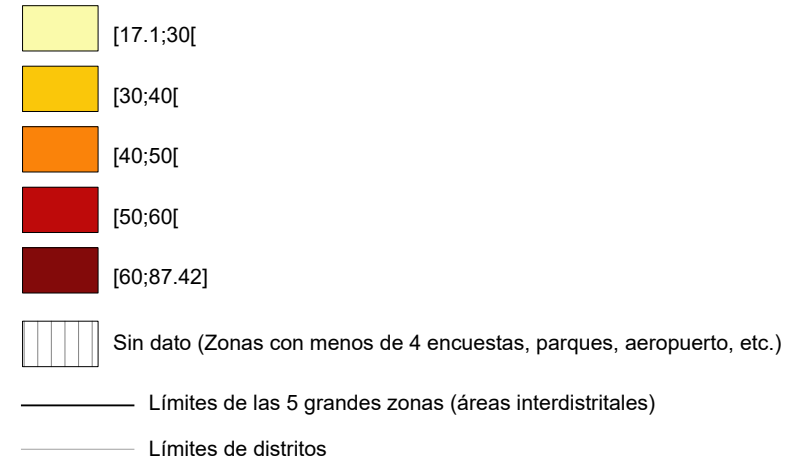 [17.1;30[
[30;40[
[40;50[
[50;60[
[60;87.42]
Sin dato (Zonas con menos de 4 encuestas, parques, aeropuerto, etc.)
Límites de las 5 grandes zonas (áreas interdistritales)
Límites de distritos